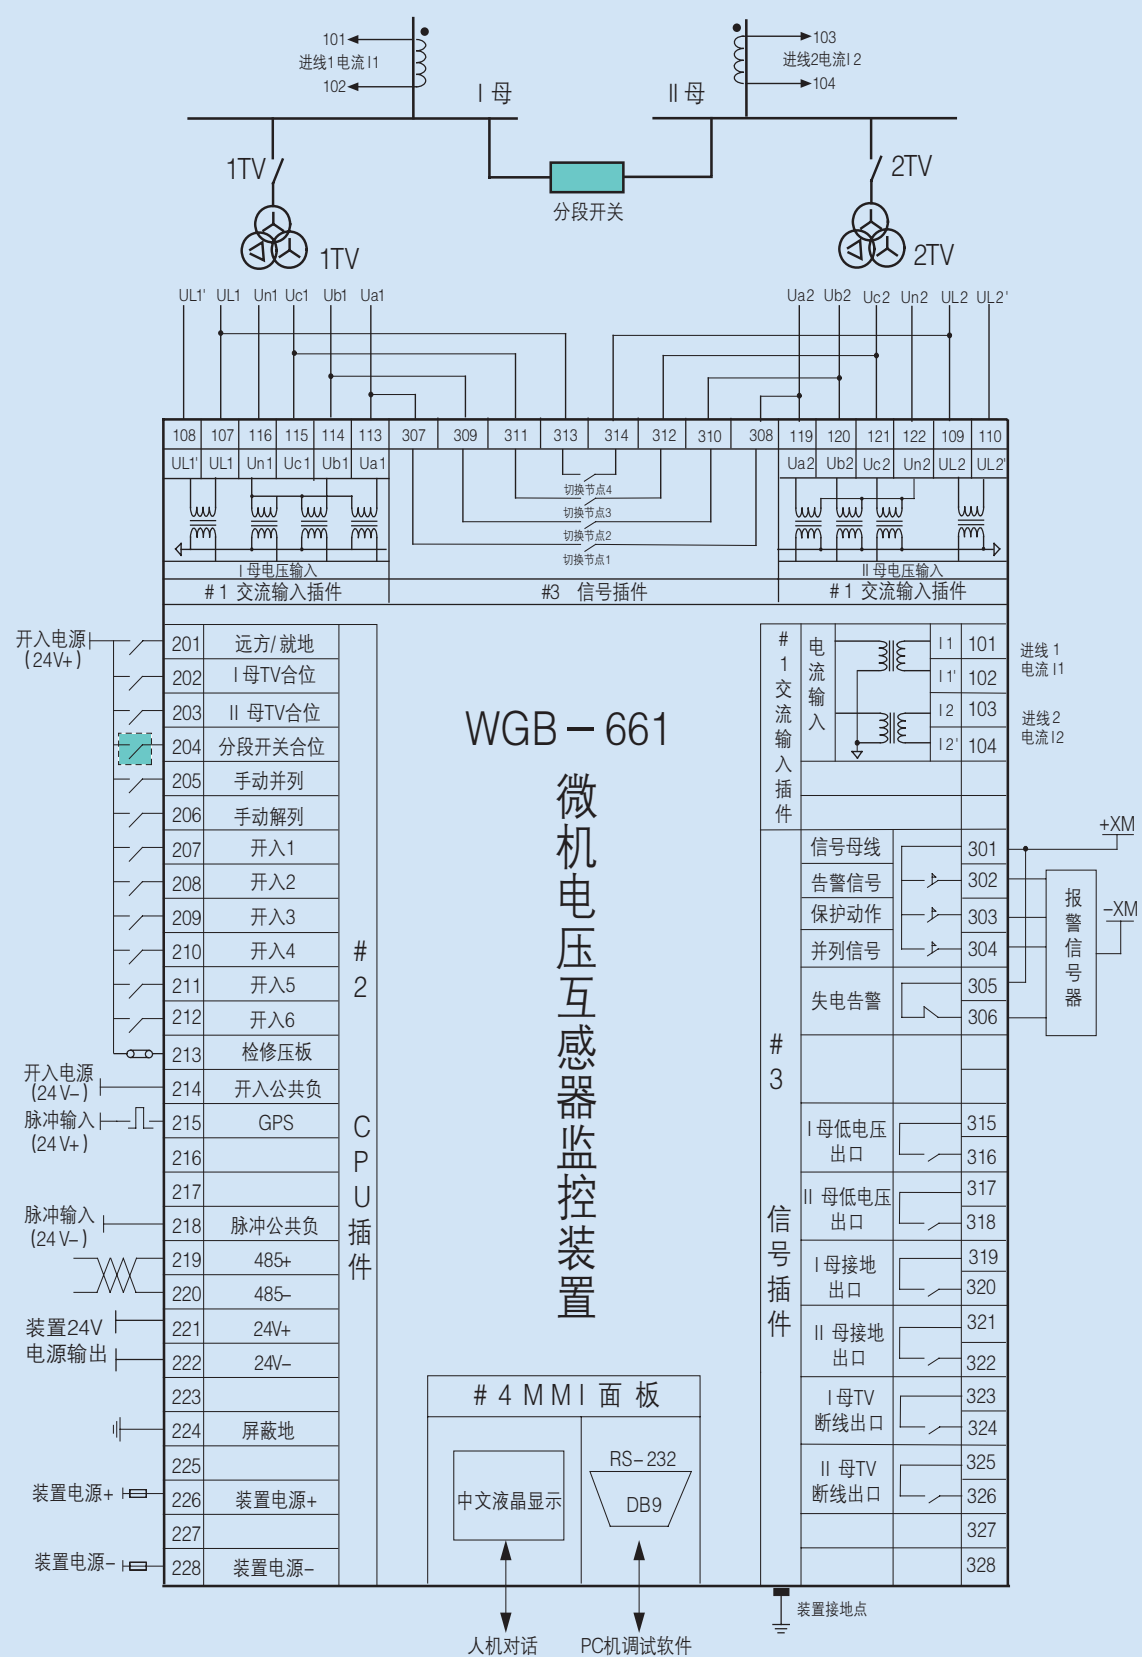 101
进线1电流I1
102
103
进线2电流I2
104
I 母
II 母
1TV
2TV
分段开关
1TV
2TV
UL1' UL1 Un1 Uc1 Ub1 Ua1
Ua2 Ub2 Uc2 Un2 UL2 UL2'
108 107 116 115 114 113 307 309 311 313 314 312 310 308 119 120 121 122 109 110
UL1' UL1 Un1 Uc1 Ub1 Ua1
Ua2 Ub2 Uc2 Un2 UL2 UL2'
切换节点4
切换节点3
切换节点2
切换节点1
I 母电压输入
II 母电压输入
#1 交流输入插件
#3 信号插件
#1 交流输入插件
开入电源
(24V+)
201 远方/就地
202 I 母TV合位
203 II 母TV合位
204 分段开关合位
205 手动并列
206 手动解列
207 开入1
208 开入2
209 开入3
210 开入4
211 开入5
212 开入6
213 检修压板
开入电源
(24V-)
214 开入公共负
脉冲输入
(24V+)
215 GPS
216
217
脉冲输入
(24V-)
218 脉冲公共负
219 485+
220 485-
装置24V
电源输出
221 24V+
222 24V-
223
224 屏蔽地
225
装置电源+
226 装置电源+
227
装置电源-
228 装置电源-
#2 CPU插件
WGB-661
微机电压互感器监控装置
#4MMI面板
中文液晶显示
RS-232
DB9
人机对话
PC机调试软件
#1交流输入插件
电流输入
I1 101
I1' 102
I2 103
I2' 104
进线1
电流I1
进线2
电流I2
#3 信号插件
信号母线 301
告警信号 302
保护动作 303
并列信号 304
失电告警
305
306
+XM
-XM
报警信号器
I 母低电压
出口
315
316
II 母低电压
出口
317
318
I 母接地
出口
319
320
II 母接地
出口
321
322
I 母TV
断线出口
323
324
II 母TV
断线出口
325
326
327
328
装置接地点